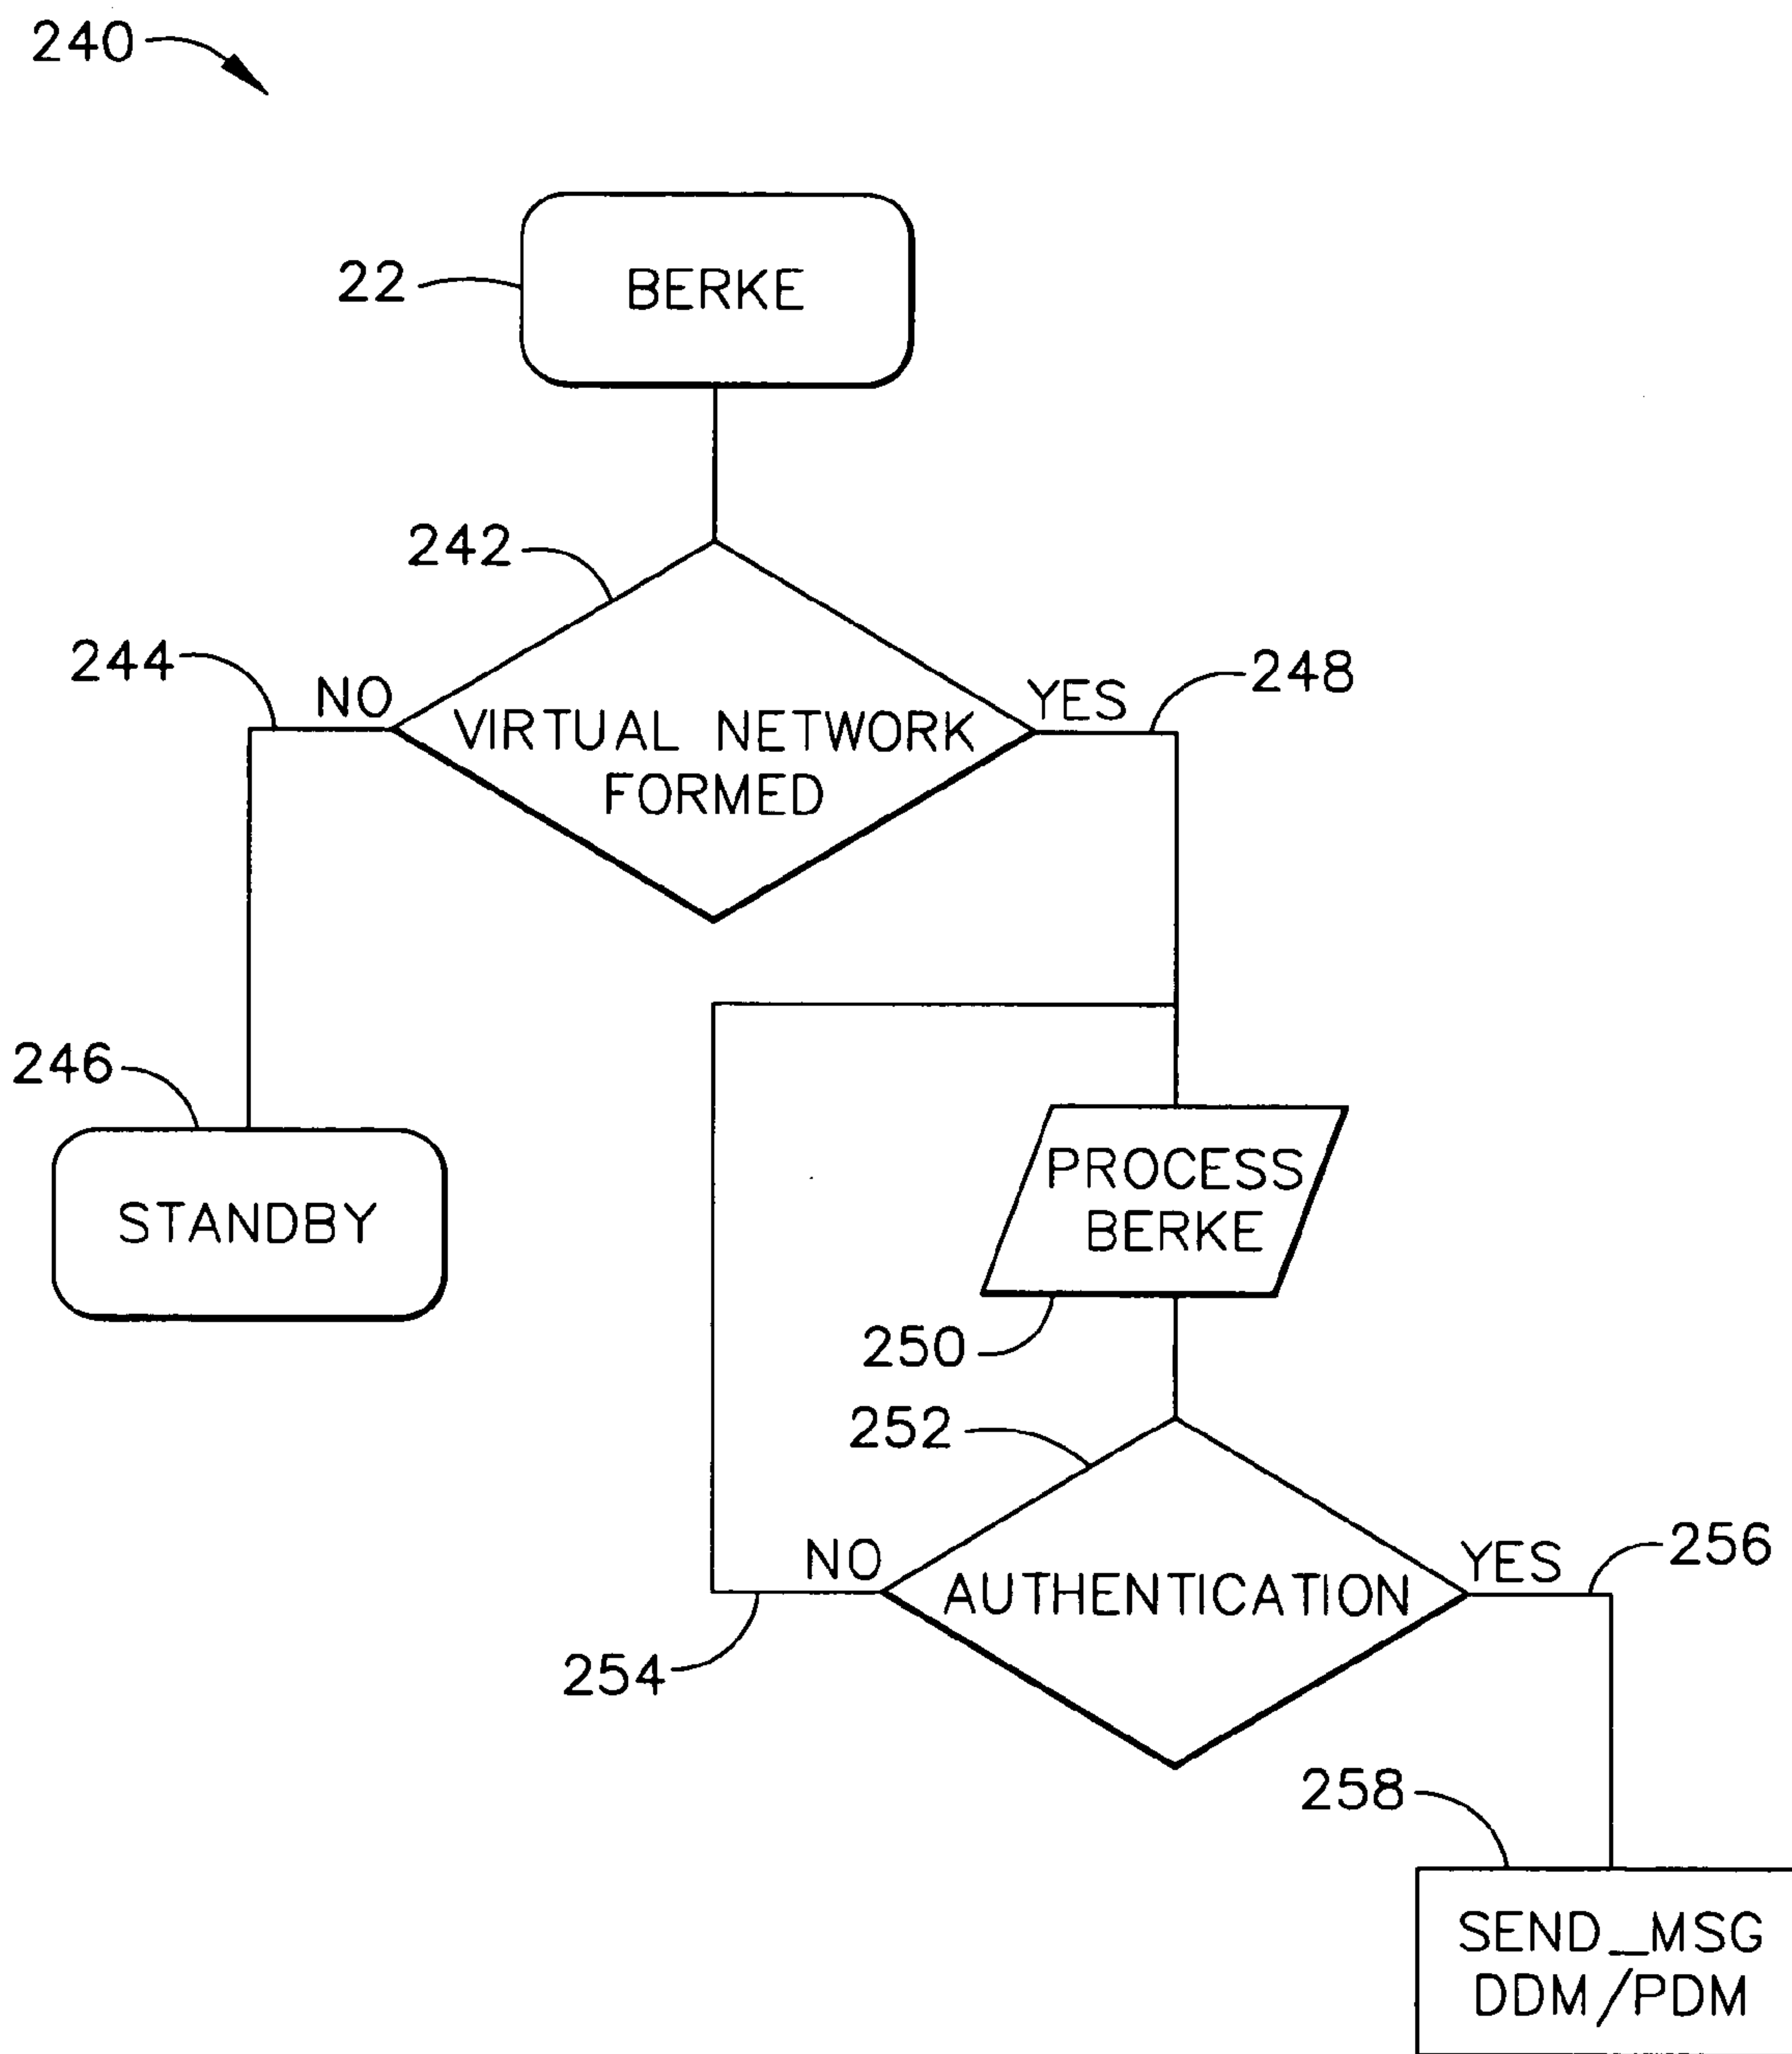 240
22
BERKE
242
244
NO
VIRTUAL NETWORK
FORMED
YES
248
246
STANDBY
PROCESS
BERKE
250
252
NO
AUTHENTICATION
YES
256
254
258
SEND_MSG
DDM/PDM